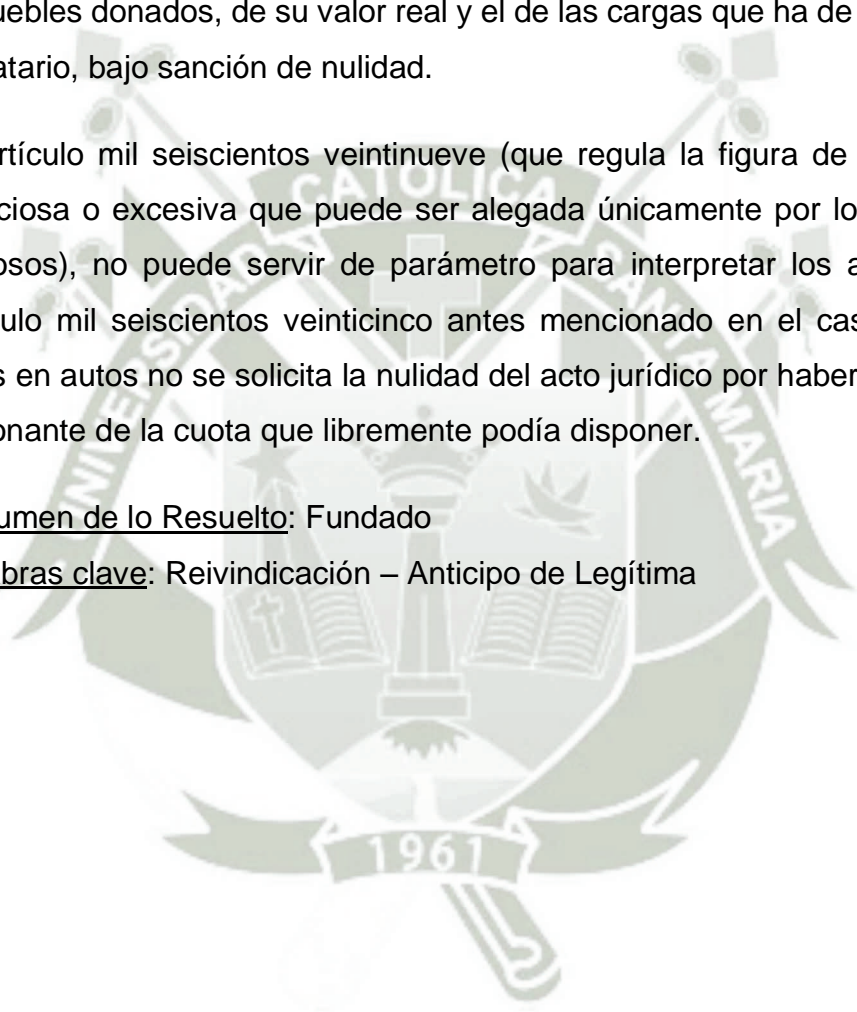 uebles donados, de su valor real y el de las cargas que ha de
atario, bajo sanción de nulidad.
rtículo mil seiscientos veintinueve (que regula la figura de
ciosa o excesiva que puede ser alegada únicamente por lo
osos), no puede servir de parámetro para interpretar los a
ulo mil seiscientos veinticinco antes mencionado en el cas
s en autos no se solicita la nulidad del acto jurídico por haber
onante de la cuota que libremente podía disponer.
umen de lo Resuelto: Fundado
bras clave: Reivindicación – Anticipo de Legítima
UNIVERSIDAD CATOLICA SANTA MARIA
1961